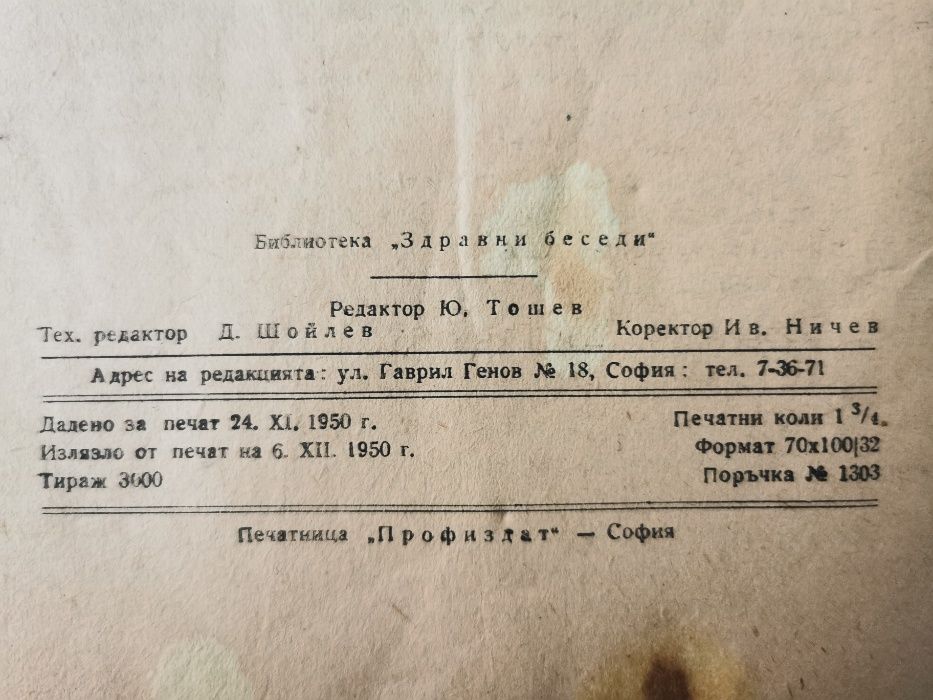 Библиотека „Здравни беседи“
Редактор Ю. Тошев
Тех. редактор Д. Шойлев Коректор Ив. Ничев
Адрес на редакцията: ул. Гаврил Генов № 18, София: тел. 7-36-71
Дадено за печат 24. XI. 1950 г. Печатни коли 1 3/4.
Излязло от печат на 6. XII. 1950 г. Формат 70х100|32
Тираж 3000 Поръчка № 1303
Печатница „Профиздат“ — София